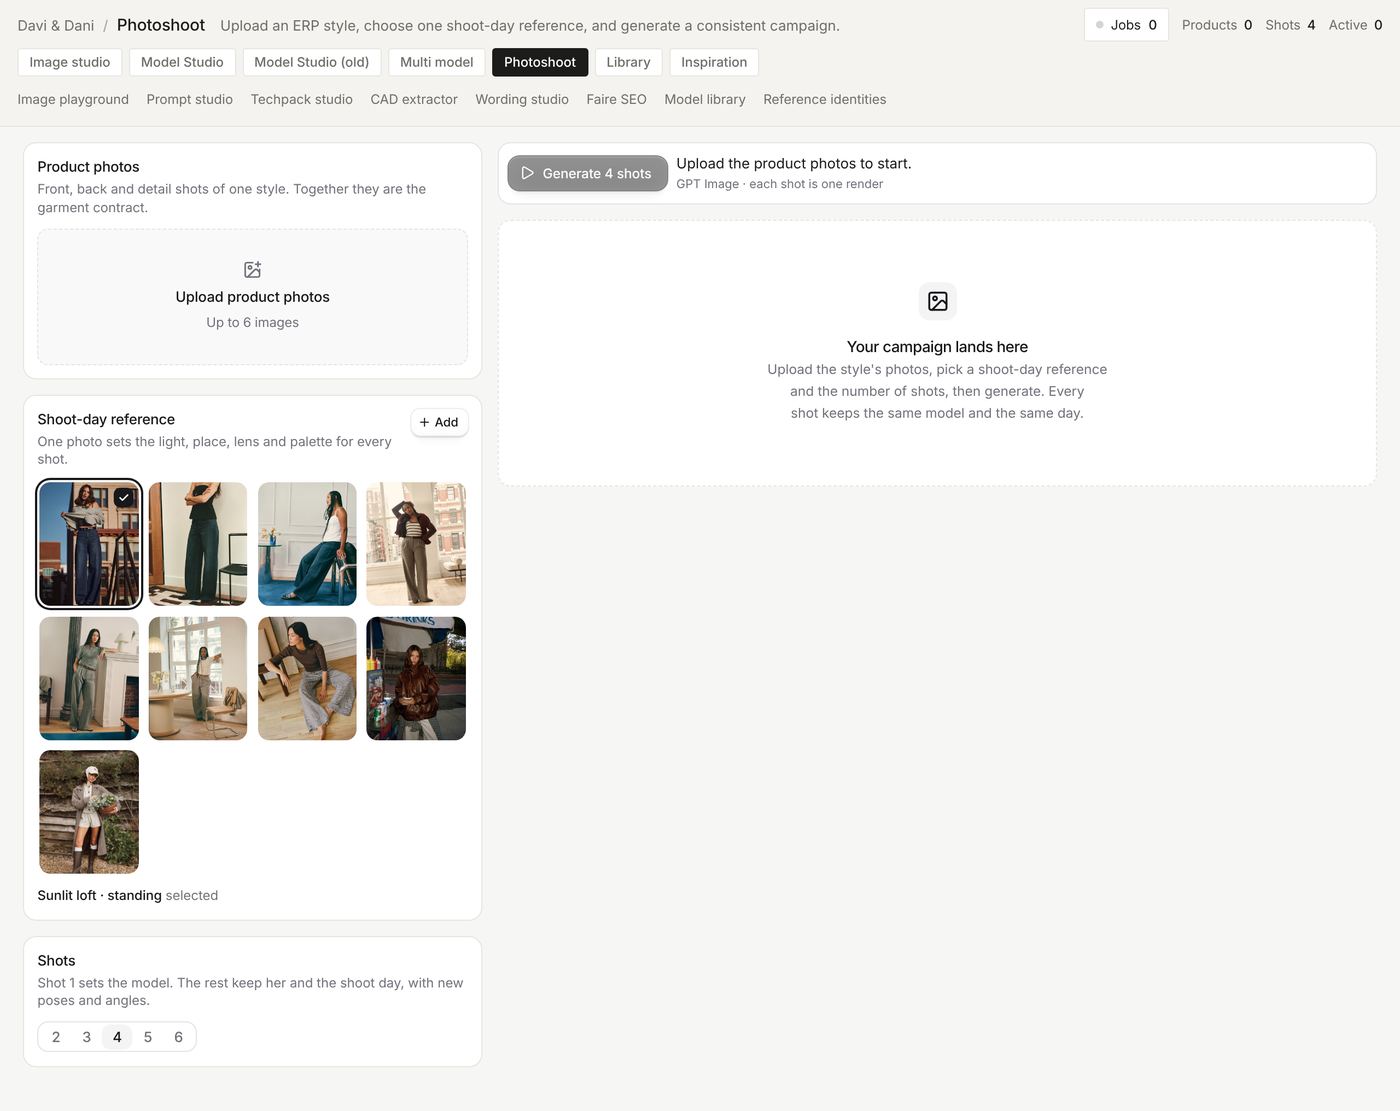 Davi & Dani / Photoshoot Upload an ERP style, choose one shoot-day reference, and generate a consistent campaign.
Jobs 0 Products 0 Shots 4 Active 0
Image studio Model Studio Model Studio (old) Multi model Photoshoot Library Inspiration
Image playground Prompt studio Techpack studio CAD extractor Wording studio Faire SEO Model library Reference identities
Product photos
Front, back and detail shots of one style. Together they are the
garment contract.
Upload product photos
Up to 6 images
Shoot-day reference
+ Add
One photo sets the light, place, lens and palette for every
shot.
Sunlit loft · standing selected
Shots
Shot 1 sets the model. The rest keep her and the shoot day, with new
poses and angles.
2 3 4 5 6
Generate 4 shots
Upload the product photos to start.
GPT Image · each shot is one render
Your campaign lands here
Upload the style's photos, pick a shoot-day reference
and the number of shots, then generate. Every
shot keeps the same model and the same day.